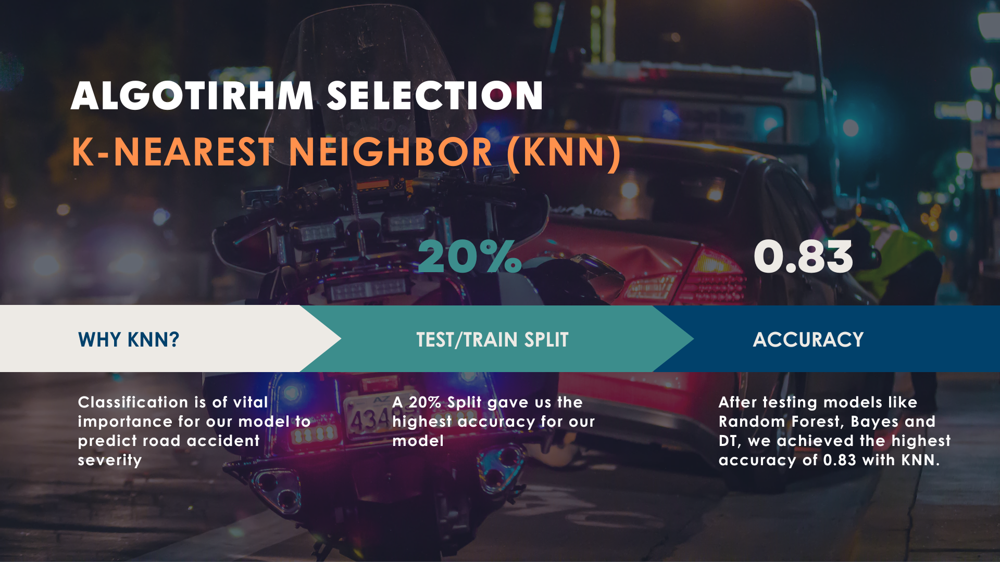 ALGOTIRHM SELECTION
K-NEAREST NEIGHBOR (KNN)
20%
0.83
WHY KNN?
TEST/TRAIN SPLIT
ACCURACY
Classification is of vital
importance for our model to
predict road accident
severity
A 20% Split gave us the
highest accuracy for our
model
After testing models like
Random Forest, Bayes and
DT, we achieved the highest
accuracy of 0.83 with KNN.
AZ